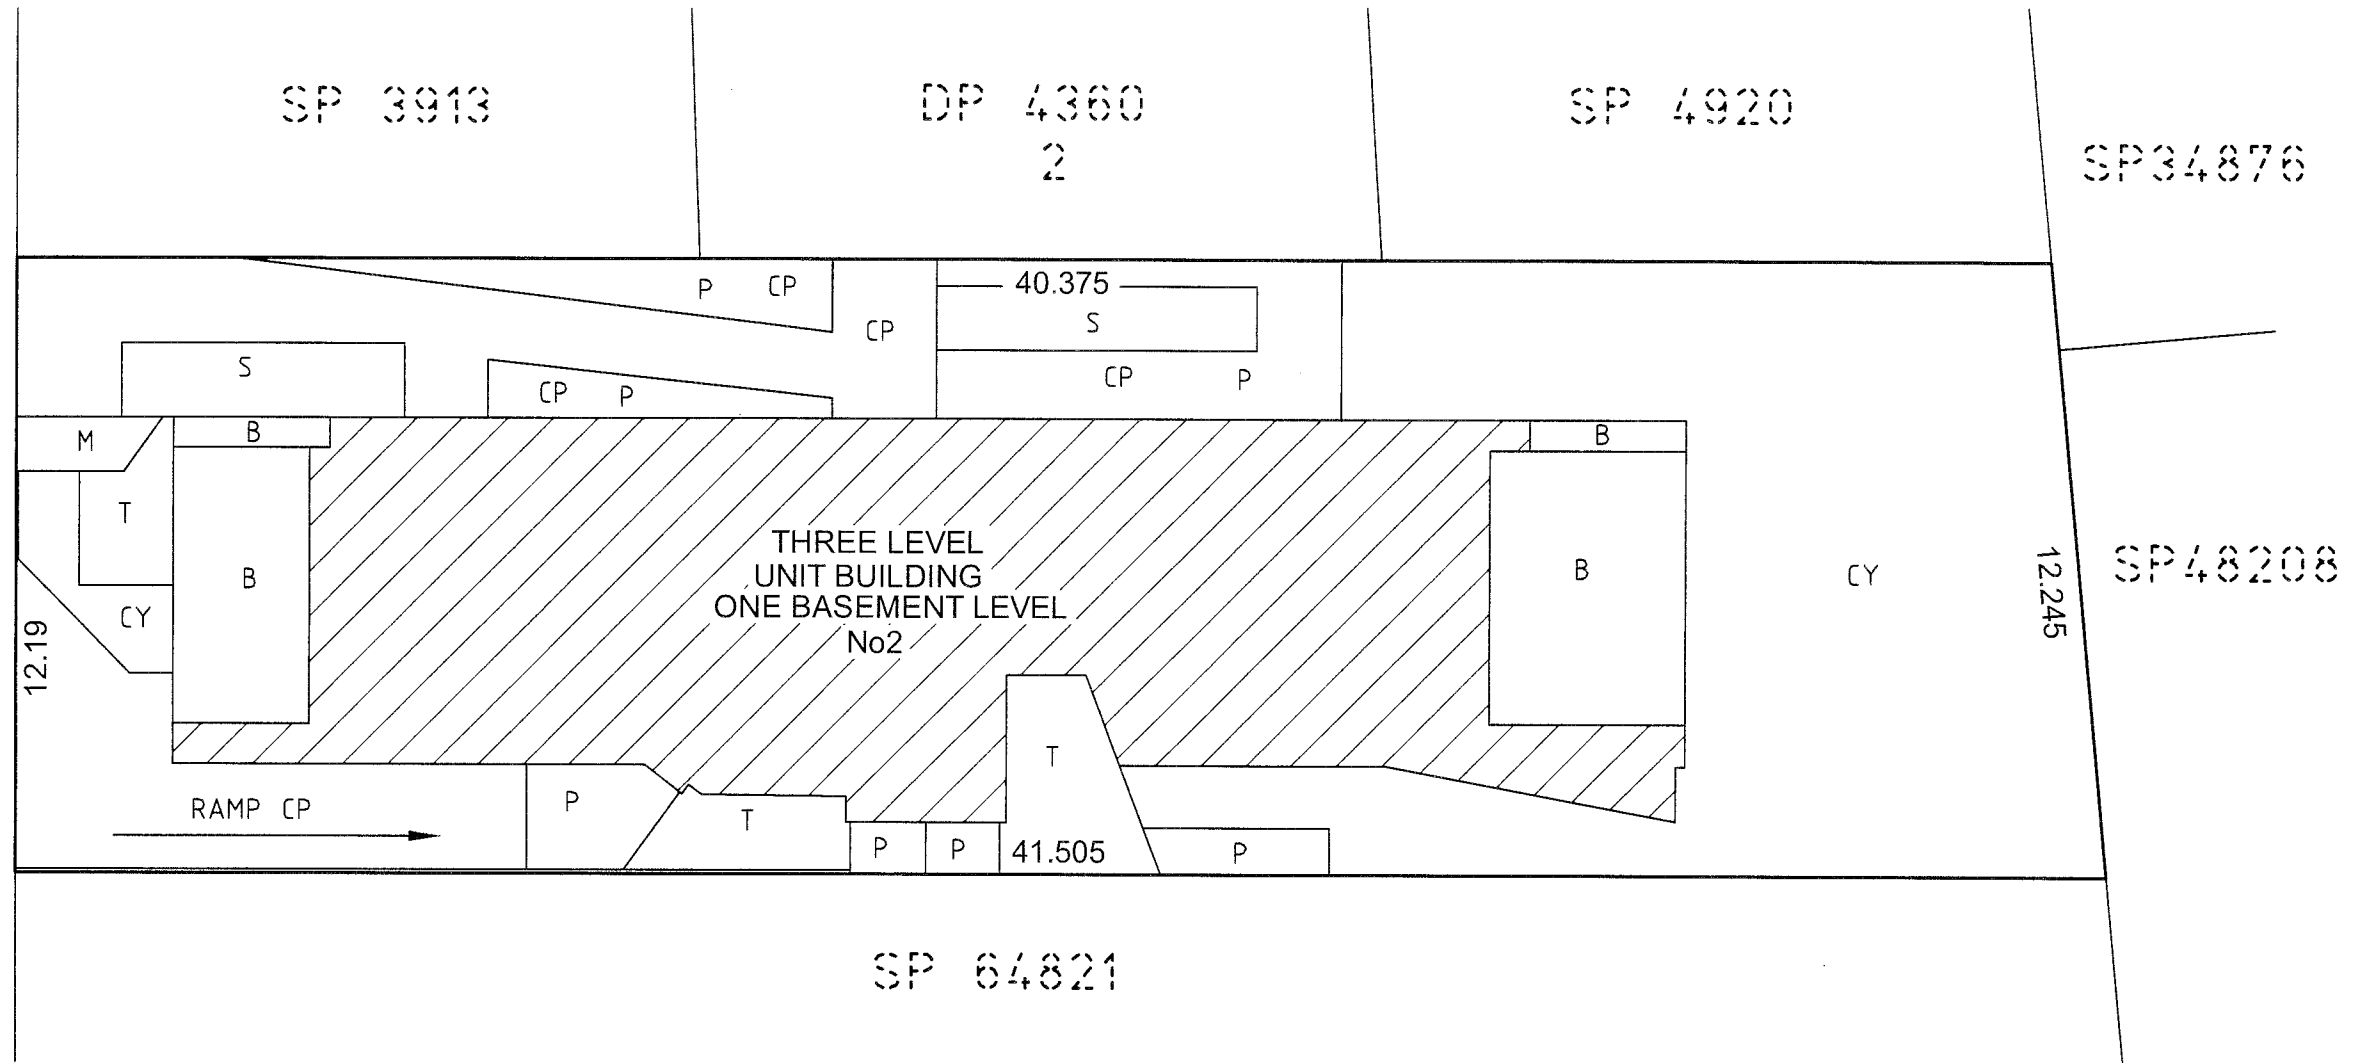 SP 3913
DP 4360
2
SP 4920
SP34876
P CP
40.375
CP
S
S
CP P
CP P
M
B
B
T
THREE LEVEL
UNIT BUILDING
ONE BASEMENT LEVEL
No2
B
B
CY
12.245
SP48208
CY
12.19
T
RAMP CP
P
T
P
P
41.505
P
SP 64821